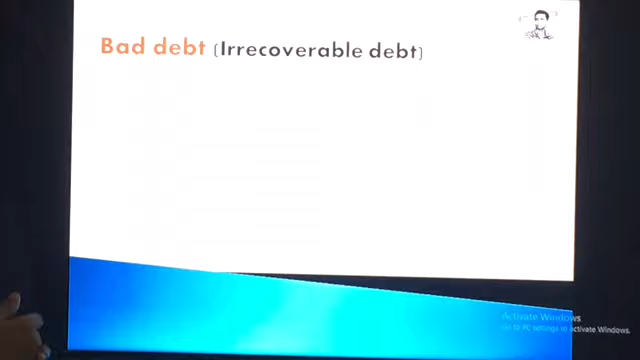 Bad debt (Irrecoverable debt)
Activate Windows
Go to PC settings to activate Windows.